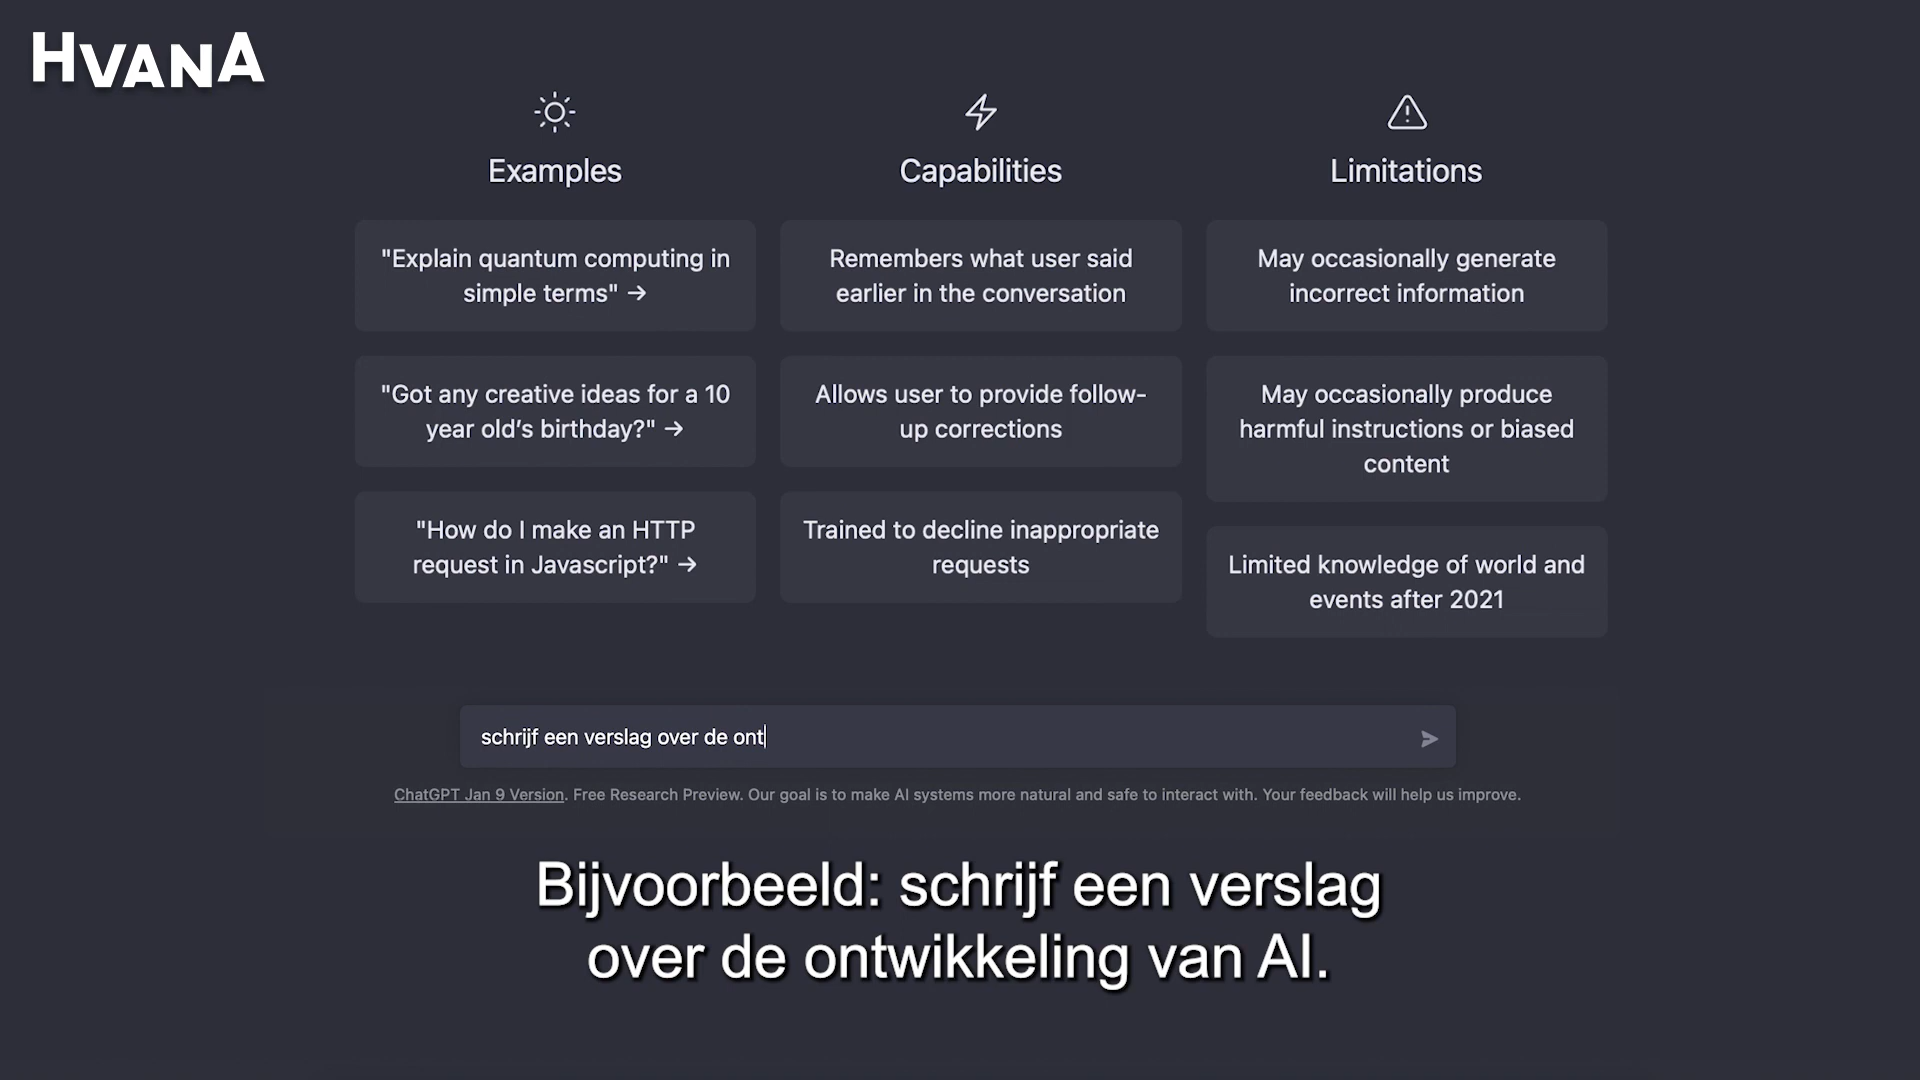 HVANA
Examples
Capabilities
Limitations
"Explain quantum computing in
simple terms" →
Remembers what user said
earlier in the conversation
May occasionally generate
incorrect information
"Got any creative ideas for a 10
year old's birthday?" →
Allows user to provide follow-
up corrections
May occasionally produce
harmful instructions or biased
content
"How do I make an HTTP
request in Javascript?" →
Trained to decline inappropriate
requests
Limited knowledge of world and
events after 2021
schrijf een verslag over de ont
ChatGPT Jan 9 Version. Free Research Preview. Our goal is to make AI systems more natural and safe to interact with. Your feedback will help us improve.
Bijvoorbeeld: schrijf een verslag
over de ontwikkeling van AI.